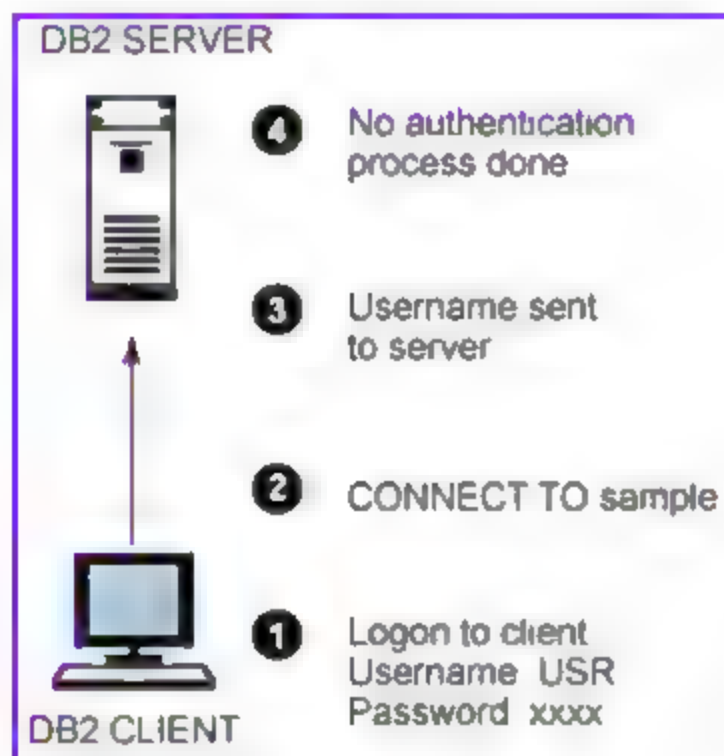 DB2 SERVER
4 No authentication
process done
3 Username sent
to server
2 CONNECT TO sample
1 Logon to client
Username USR
Password xxxx
DB2 CLIENT